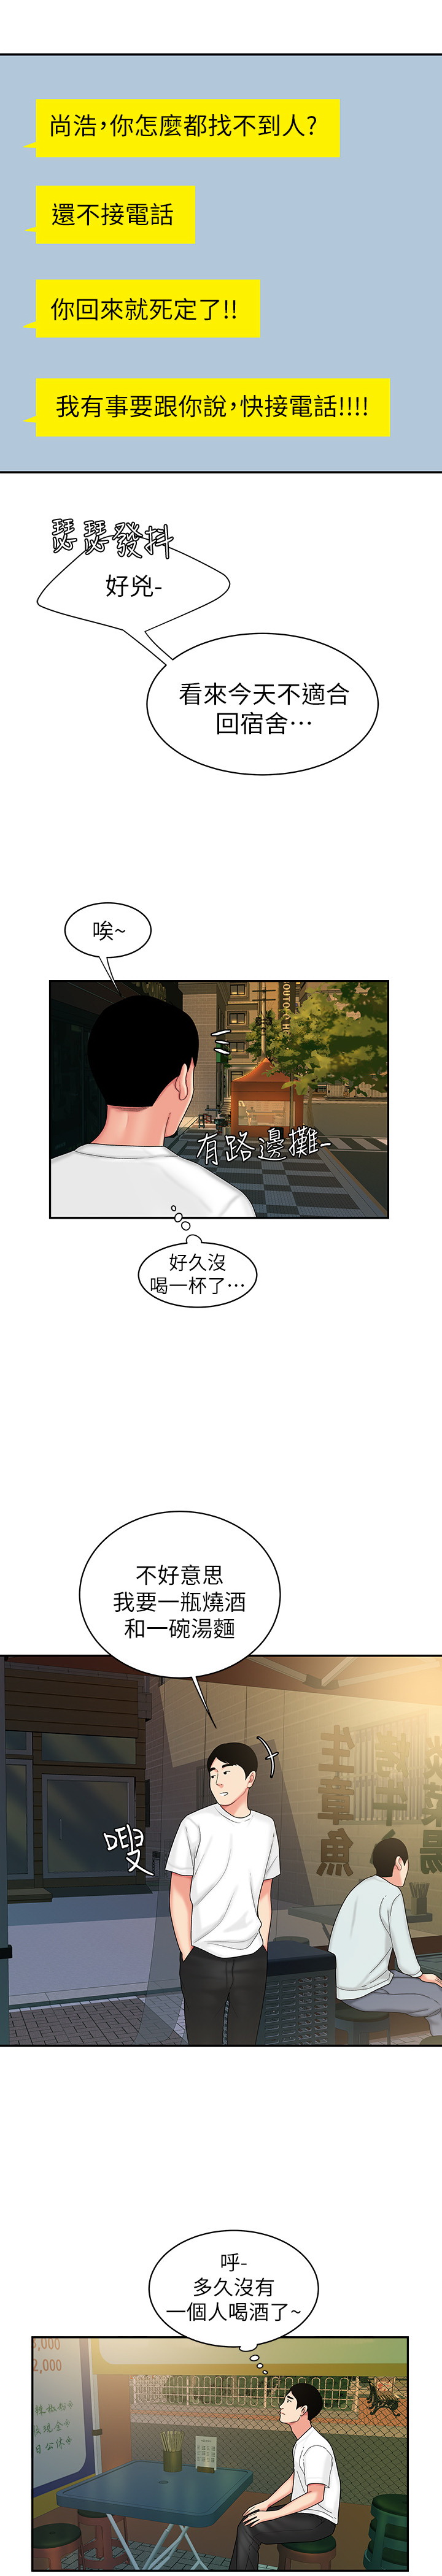 尚浩，你怎麼都找不到人?
還不接電話
你回來就死定了!!
我有事要跟你說，快接電話!!!!
瑟瑟發抖
好兇-
看來今天不適合
回宿舍…
唉~
有路邊攤-
好久沒
喝一杯了…
不好意思
我要一瓶燒酒
和一碗湯麵
嗖
章魚
呼-
多久沒有
一個人喝酒了~
3,000
2,000